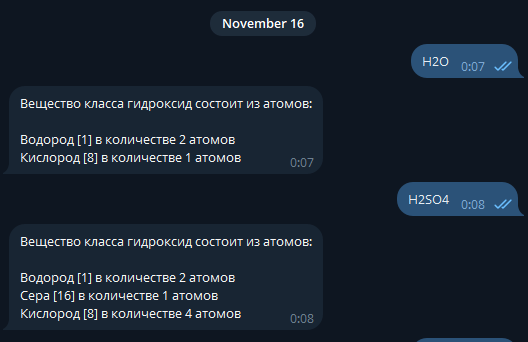 November 16
H2O 0:07
Вещество класса гидроксид состоит из атомов:
Водород [1] в количестве 2 атомов
Кислород [8] в количестве 1 атомов 0:07
H2SO4 0:08
Вещество класса гидроксид состоит из атомов:
Водород [1] в количестве 2 атомов
Сера [16] в количестве 1 атомов
Кислород [8] в количестве 4 атомов 0:08